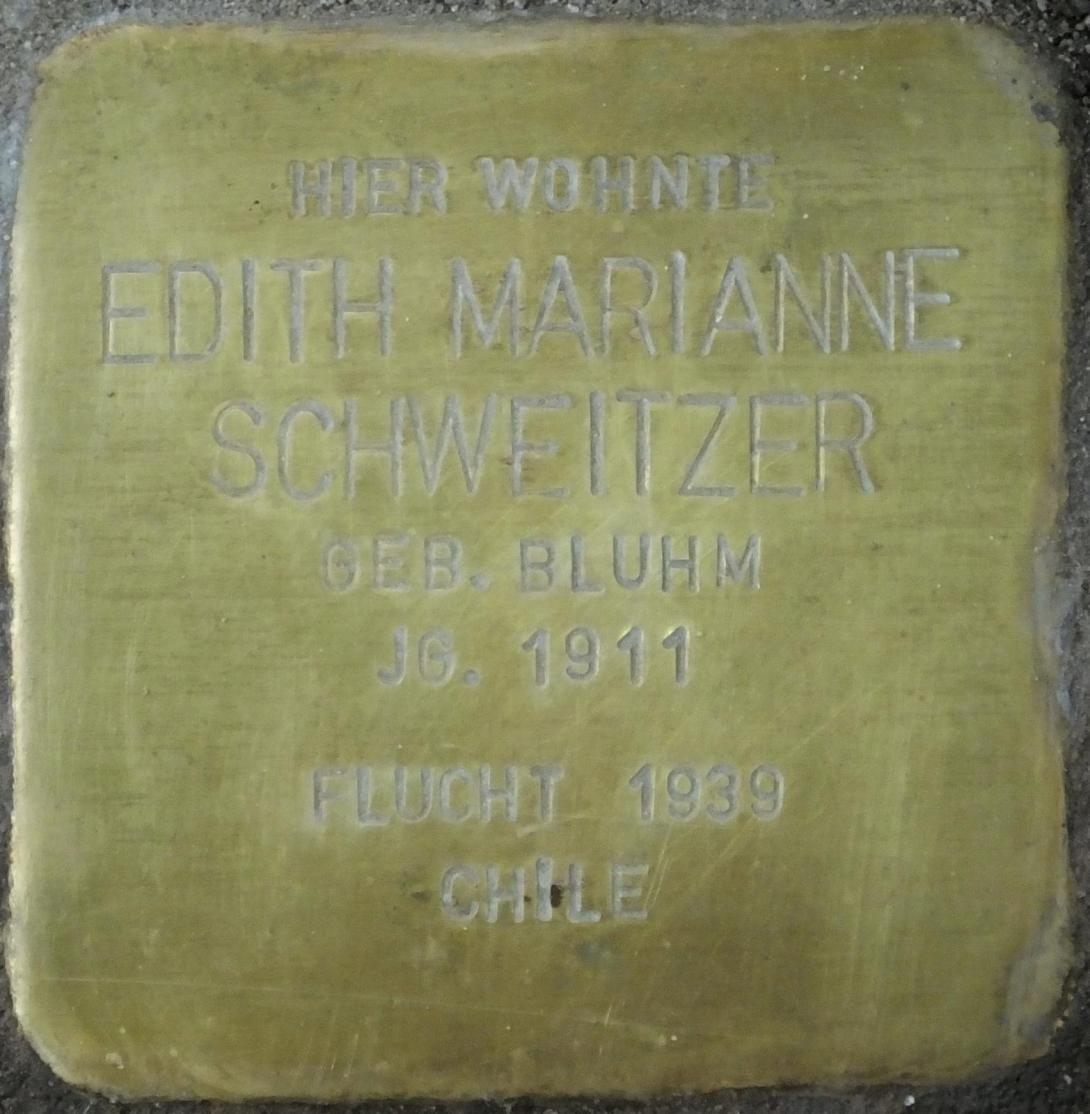 HIER WOHNTE
EDITH MARIANNE
SCHWEITZER
GEB. BLUHM
JG. 1911
FLUCHT 1939
CHILE